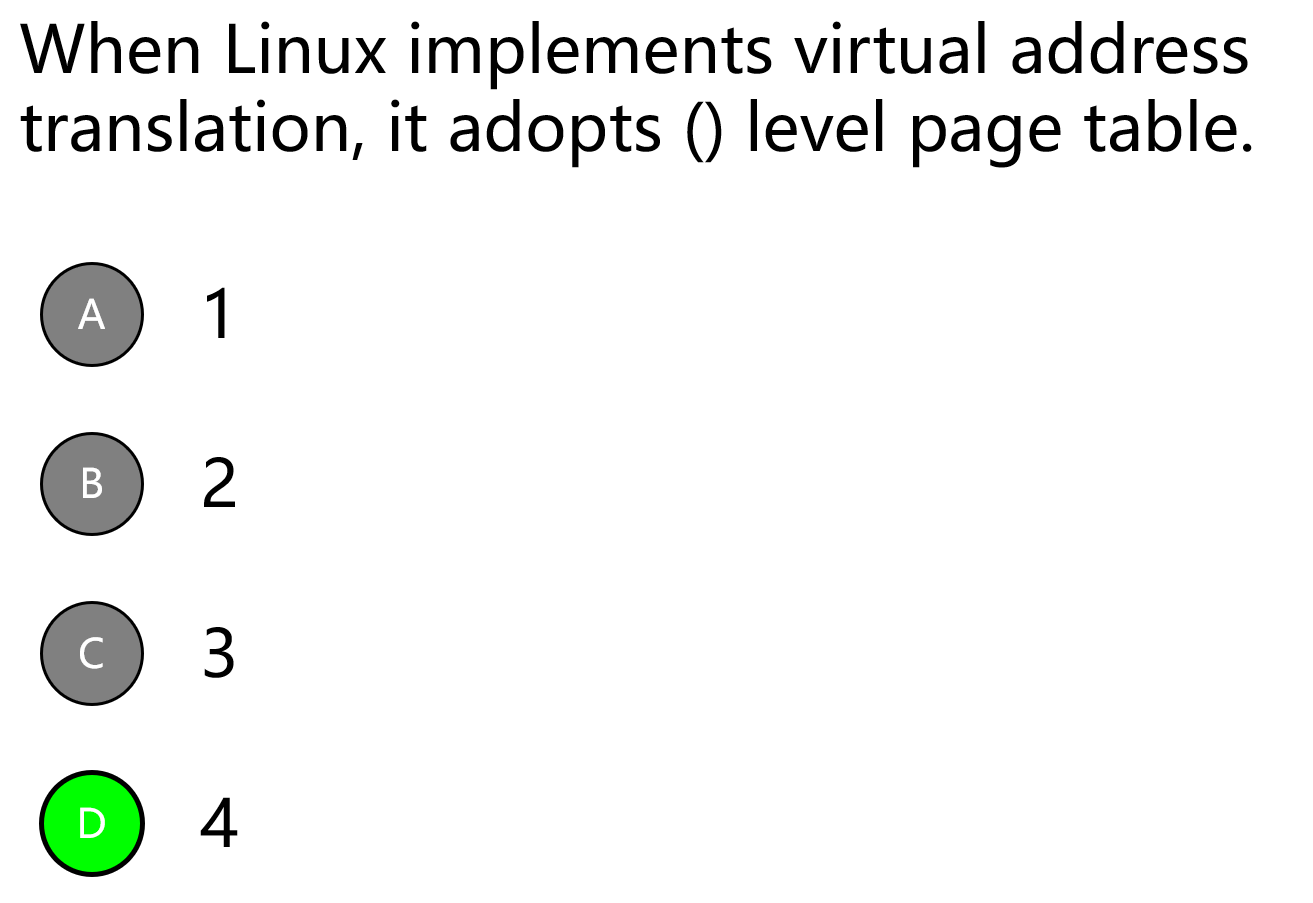 When Linux implements virtual address
translation, it adopts () level page table.
A 1
B 2
C 3
D 4